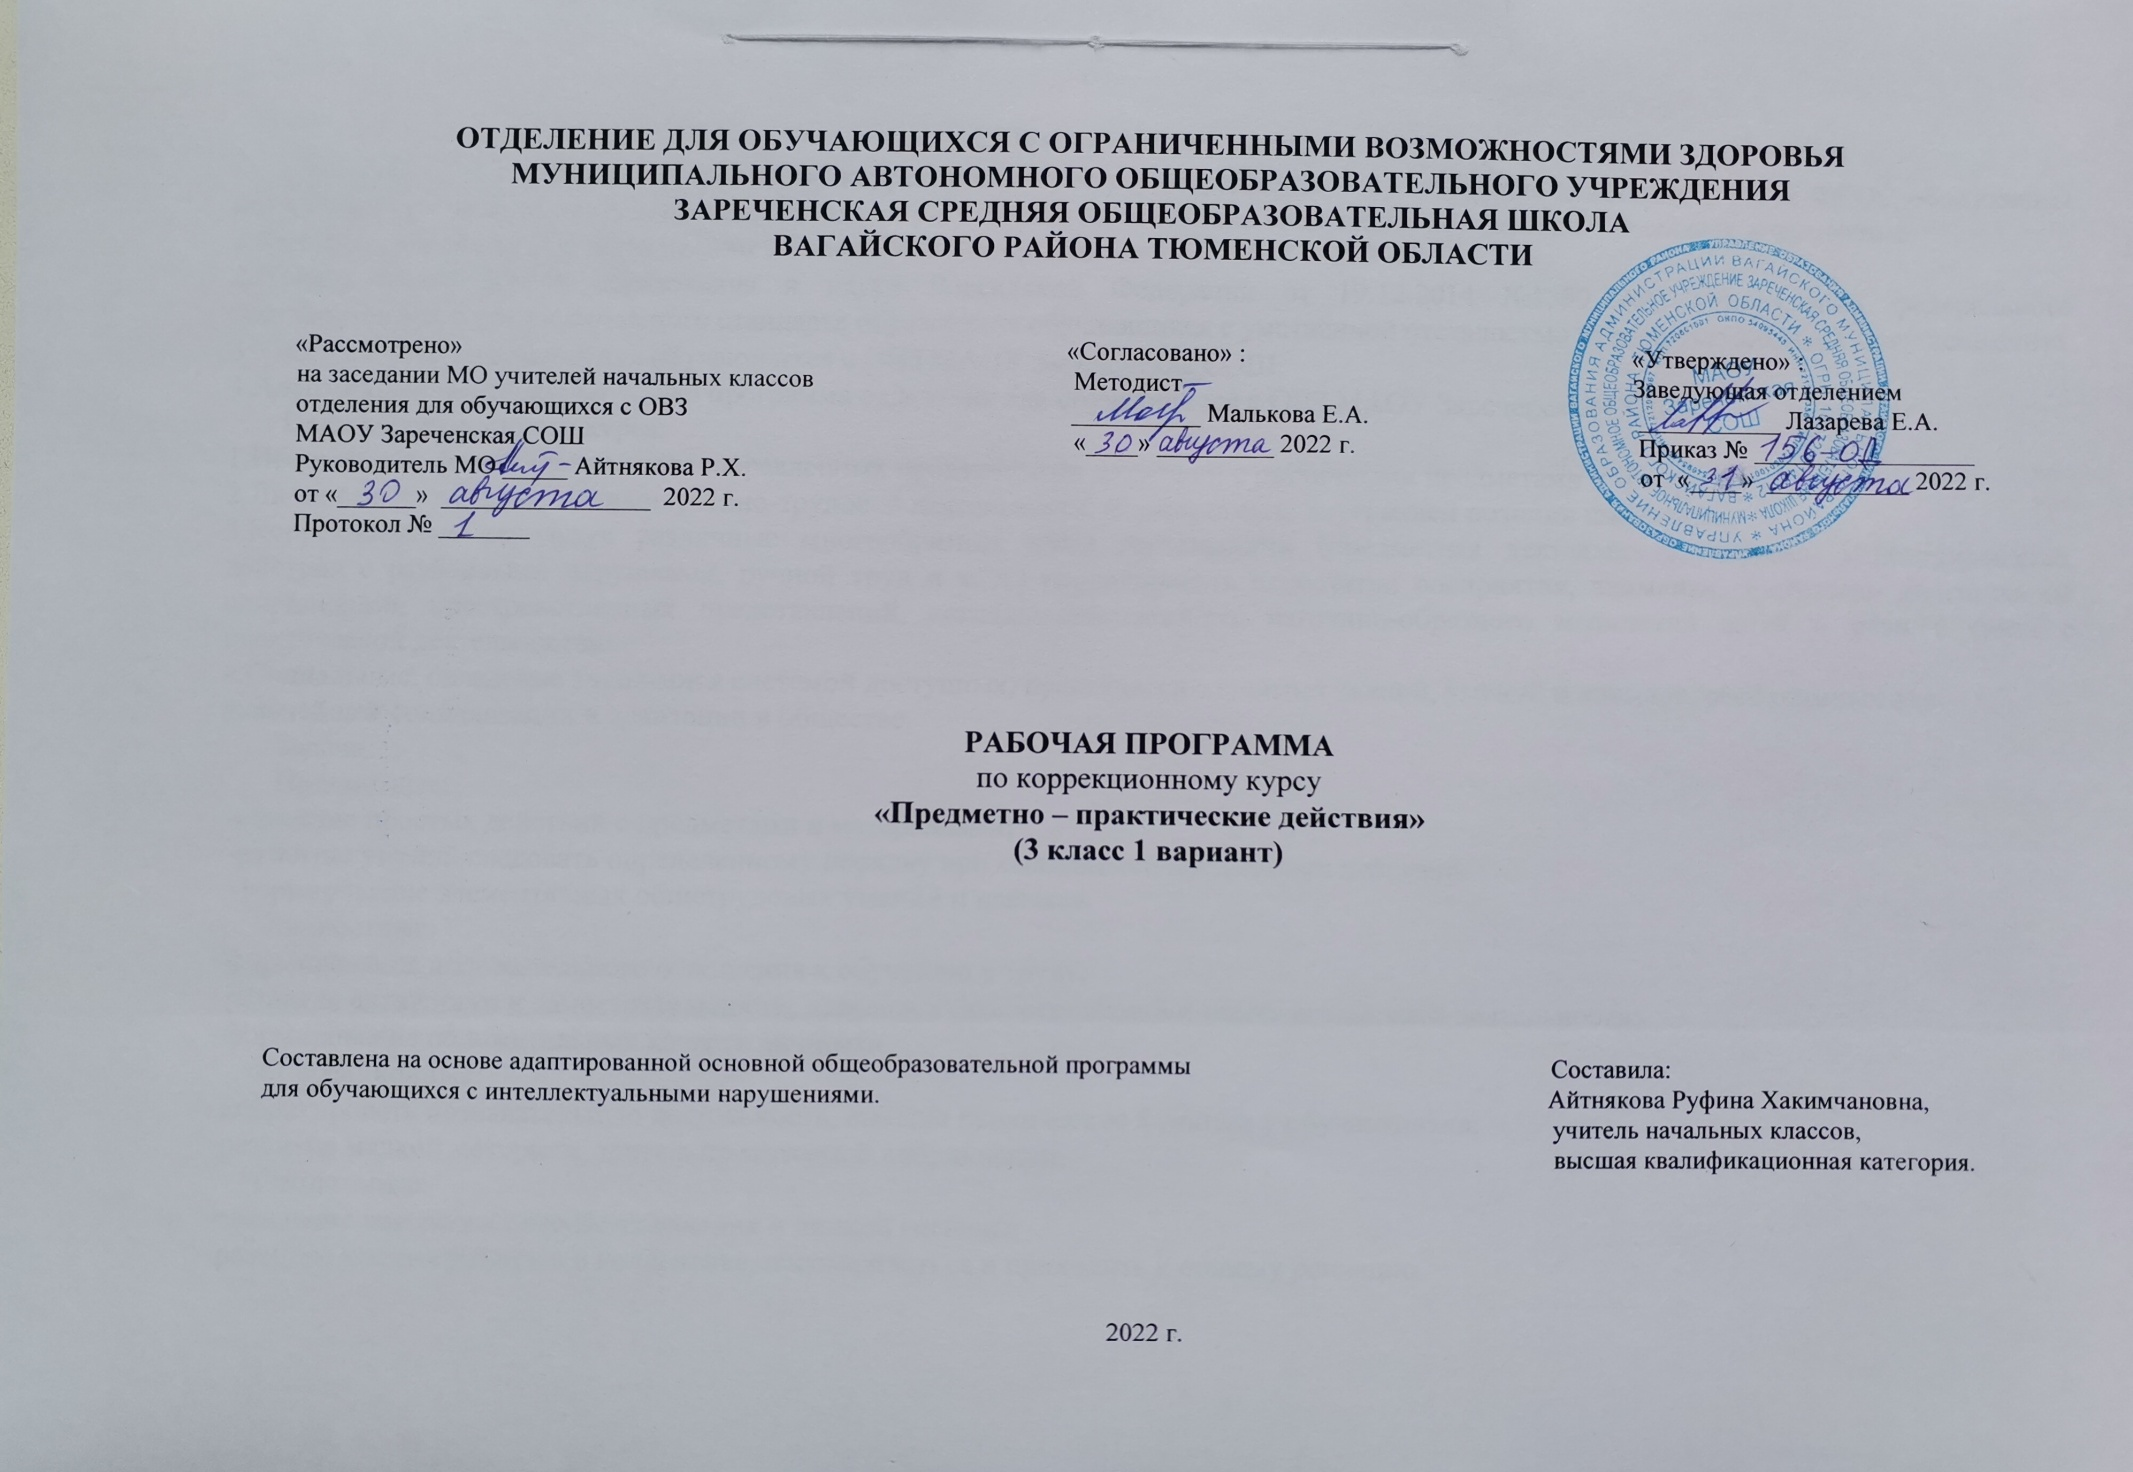 ОТДЕЛЕНИЕ ДЛЯ ОБУЧАЮЩИХСЯ С ОГРАНИЧЕННЫМИ ВОЗМОЖНОСТЯМИ ЗДОРОВЬЯ
МУНИЦИПАЛЬНОГО АВТОНОМНОГО ОБЩЕОБРАЗОВАТЕЛЬНОГО УЧРЕЖДЕНИЯ
ЗАРЕЧЕНСКАЯ СРЕДНЯЯ ОБЩЕОБРАЗОВАТЕЛЬНАЯ ШКОЛА
ВАГАЙСКОГО РАЙОНА ТЮМЕНСКОЙ ОБЛАСТИ
«Рассмотрено»
на заседании МО учителей начальных классов
отделения для обучающихся с ОВЗ
МАОУ Зареченская СОШ
Руководитель МО Айтнякова Р.Х.
от «30» августа 2022 г.
Протокол № 1
«Согласовано» :
Методист
Малькова Е.А.
«30» августа 2022 г.
«Утверждено» :
Заведующая отделением
Лазарева Е.А.
Приказ № 156-ОД
от «31» августа 2022 г.
МАОУ
Зареченская
СОШ
РАБОЧАЯ ПРОГРАММА
по коррекционному курсу
«Предметно – практические действия»
(3 класс 1 вариант)
Составлена на основе адаптированной основной общеобразовательной программы
для обучающихся с интеллектуальными нарушениями.
Составила:
Айтнякова Руфина Хакимчановна,
учитель начальных классов,
высшая квалификационная категория.
2022 г.